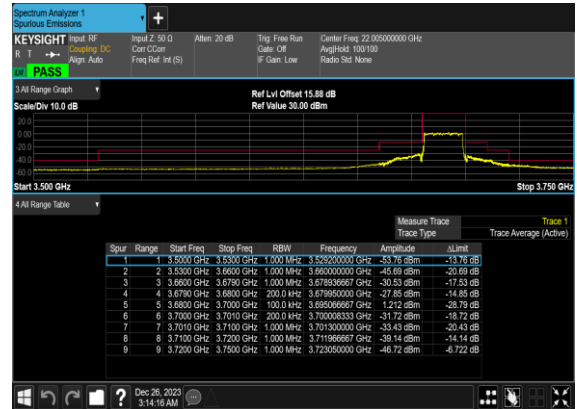 Spectrum Analyzer 1
Spurious Emissions
KEYSIGHT Input: RF Input Z: 50 Ω Atten: 20 dB Trig: Free Run Center Freq: 22.005000000 GHz
R T Coupling: DC Corr CCorr Gate: Off Avg|Hold: 100/100
Align: Auto Freq Ref: Int (S) IF Gain: Low Radio Std: None
PASS
3 All Range Graph
Ref Lvl Offset 15.88 dB
Scale/Div 10.0 dB Ref Value 30.00 dBm
20.0
0.00
-20.0
-40.0
-60.0
Start 3.500 GHz Stop 3.750 GHz
4 All Range Table
Measure Trace Trace 1
Trace Type Trace Average (Active)
Spur Range Start Freq Stop Freq RBW Frequency Amplitude ΔLimit
1 1 3.5000 GHz 3.5300 GHz 1.000 MHz 3.529200000 GHz -53.76 dBm -13.76 dB
2 2 3.5300 GHz 3.6600 GHz 1.000 MHz 3.660000000 GHz -45.69 dBm -20.69 dB
3 3 3.6600 GHz 3.6790 GHz 1.000 MHz 3.678936667 GHz -30.53 dBm -17.53 dB
4 4 3.6790 GHz 3.6800 GHz 200.0 kHz 3.679950000 GHz -27.85 dBm -14.85 dB
5 5 3.6800 GHz 3.7000 GHz 100.0 kHz 3.695066667 GHz 1.212 dBm -28.79 dB
6 6 3.7000 GHz 3.7010 GHz 200.0 kHz 3.700008333 GHz -31.72 dBm -18.72 dB
7 7 3.7010 GHz 3.7100 GHz 1.000 MHz 3.701300000 GHz -33.43 dBm -20.43 dB
8 8 3.7100 GHz 3.7200 GHz 1.000 MHz 3.711966667 GHz -39.14 dBm -14.14 dB
9 9 3.7200 GHz 3.7500 GHz 1.000 MHz 3.723050000 GHz -46.72 dBm -6.722 dB
Dec 26, 2023
3:14:16 AM